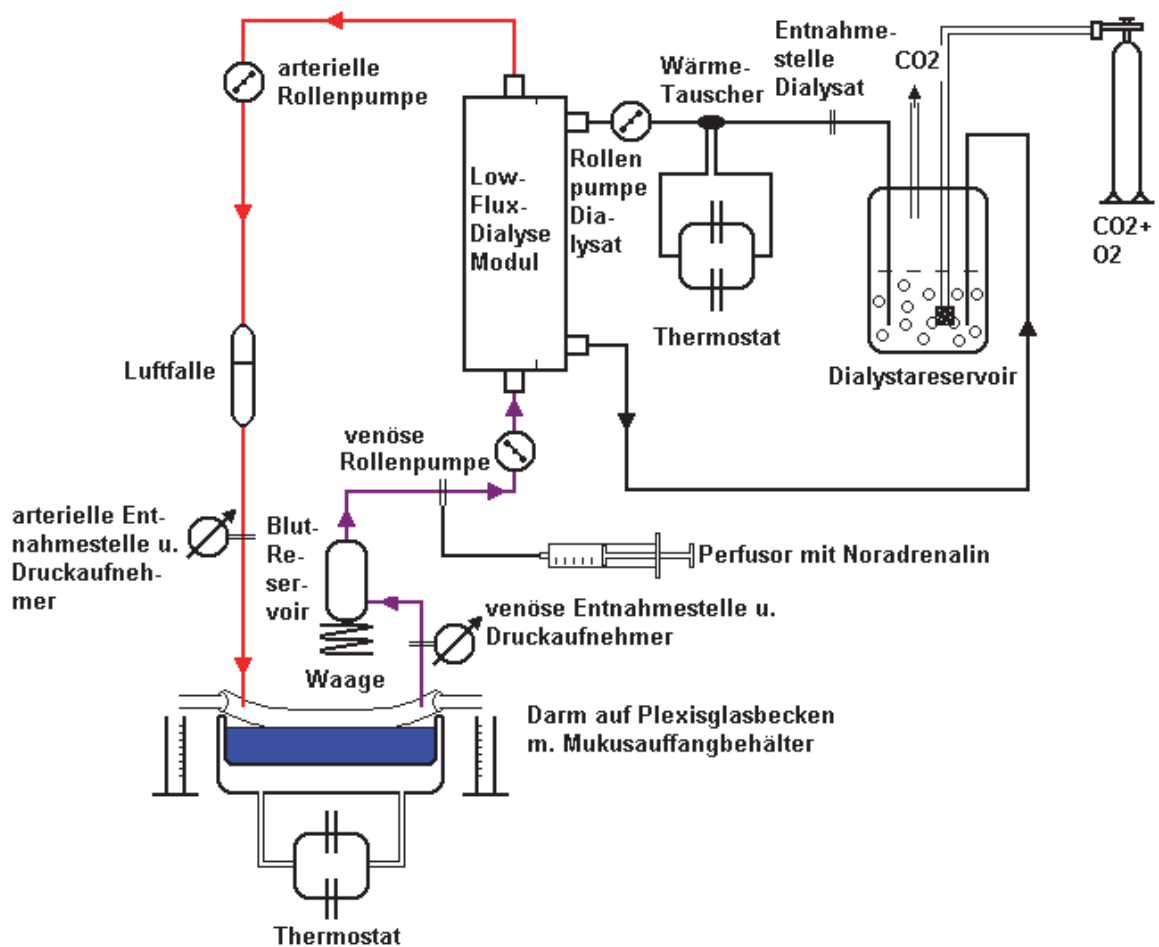 arterielle
Rollenpumpe
Wärme-
Tauscher
Entnahme-
stelle
Dialysat
CO2
CO2+
O2
Low-
Flux-
Dialyse
Modul
Rollen
pumpe
Dia-
lysat
Thermostat
Dialystareservoir
Luftfalle
venöse
Rollenpumpe
arterielle Ent-
nahmestelle u.
Druckaufneh-
mer
Blut-
Re-
ser-
voir
Perfusor mit Noradrenalin
venöse Entnahmestelle u.
Druckaufnehmer
Waage
Darm auf Plexisglasbecken
m. Mukusauffangbehälter
Thermostat